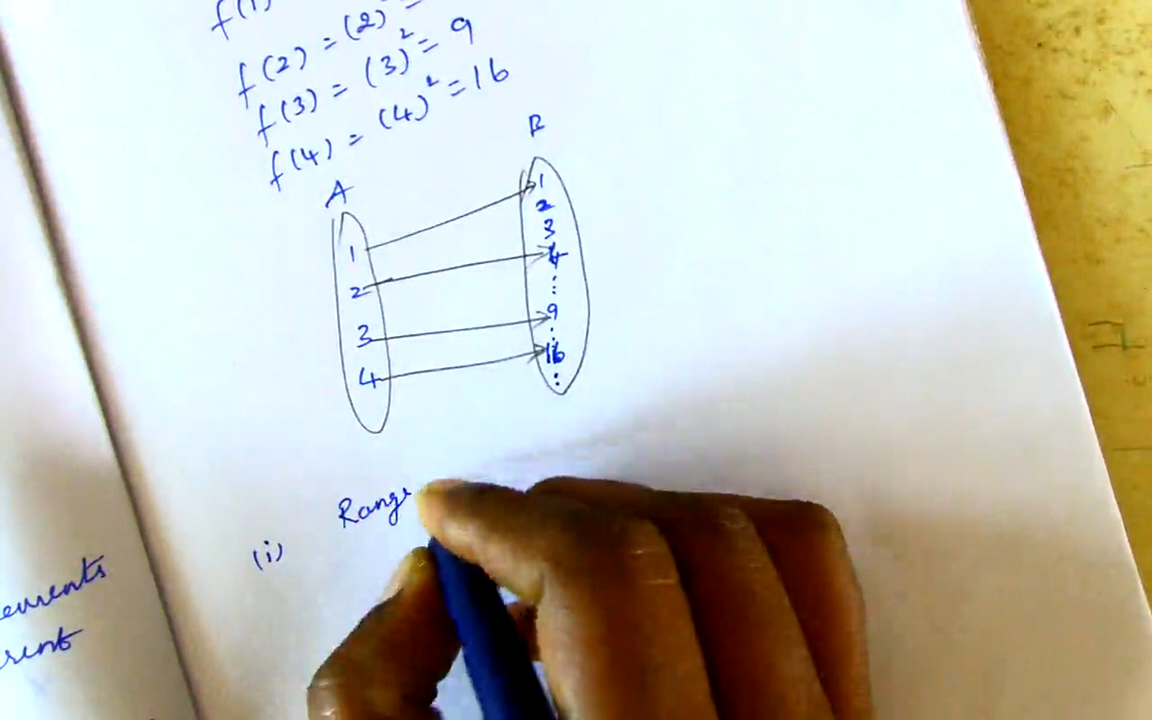 f(1)
f(2) = (2)² =
f(3) = (3)² = 9
f(4) = (4)² = 16
A
B
1
2
3
4
1
2
3
4
⋮
9
⋮
16
⋮
Range
(i)